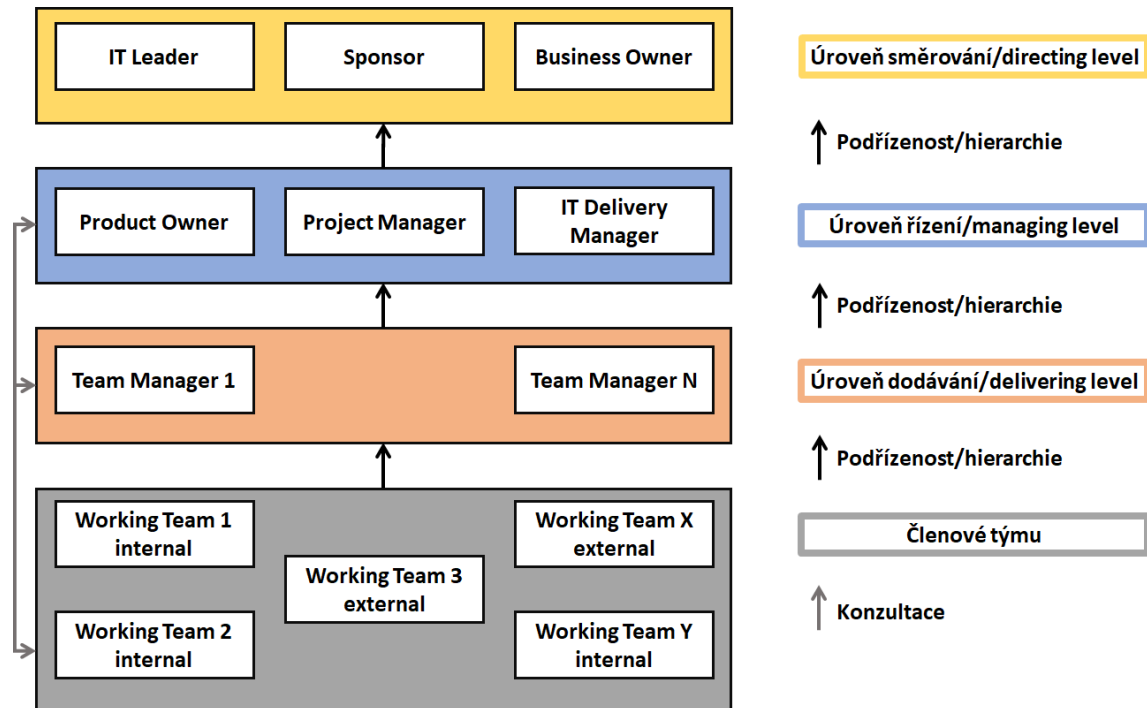 IT Leader
Sponsor
Business Owner
Úroveň směrování/directing level
Podřízenost/hierarchie
Product Owner
Project Manager
IT Delivery
Manager
Úroveň řízení/managing level
Podřízenost/hierarchie
Team Manager 1
Team Manager N
Úroveň dodávání/delivering level
Podřízenost/hierarchie
Working Team 1
internal
Working Team X
external
Working Team 3
external
Working Team 2
internal
Working Team Y
internal
Členové týmu
Konzultace